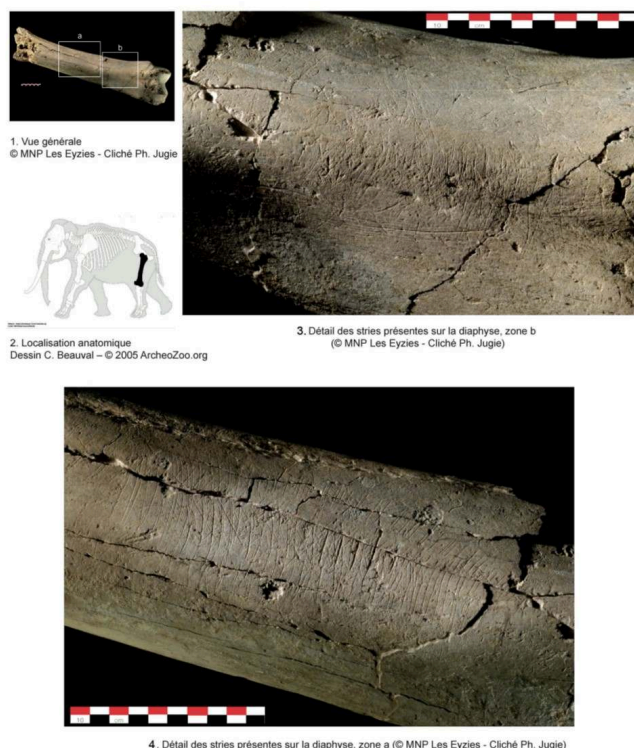 a
b
1. Vue générale
© MNP Les Eyzies - Cliché Ph. Jugie
10 cm
2. Localisation anatomique
Dessin C. Beauval – © 2005 ArcheoZoo.org
3. Détail des stries présentes sur la diaphyse, zone b
(© MNP Les Eyzies - Cliché Ph. Jugie)
10 cm
4. Détail des stries présentes sur la diaphyse, zone a (© MNP Les Eyzies - Cliché Ph. Jugie)